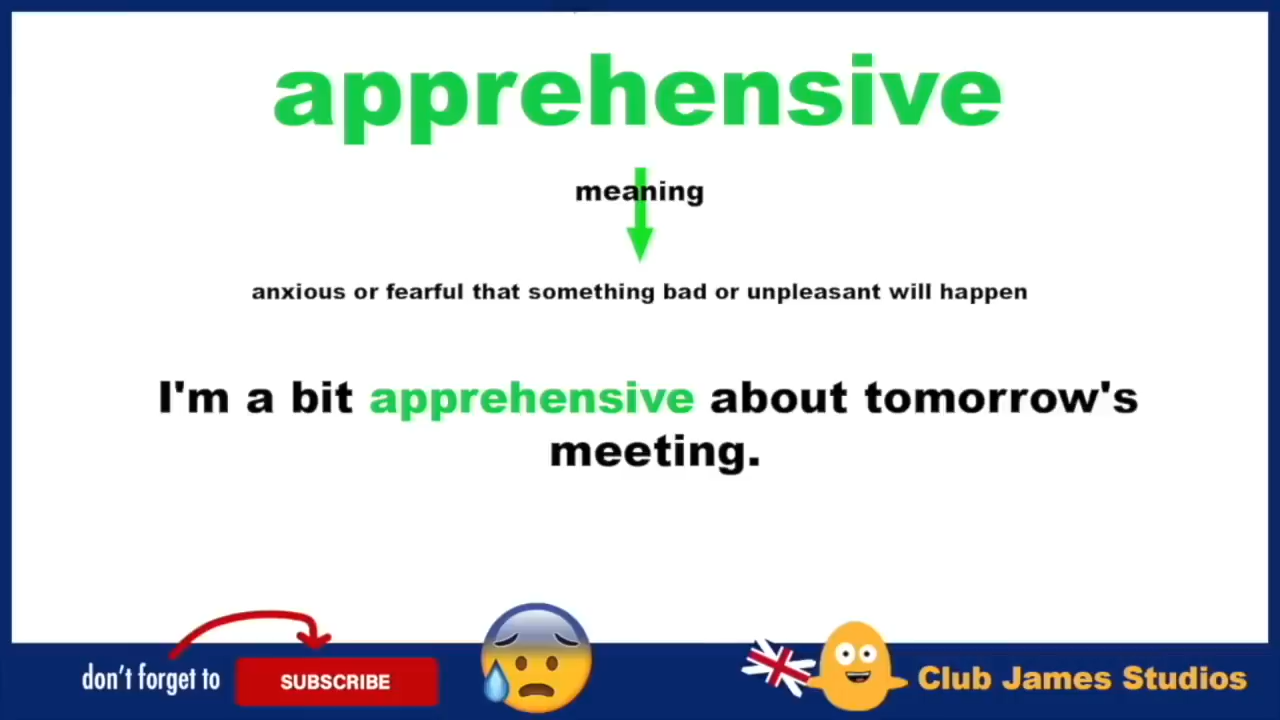 apprehensive
meaning
anxious or fearful that something bad or unpleasant will happen
I'm a bit apprehensive about tomorrow's
meeting.
don't forget to
SUBSCRIBE
Club James Studios